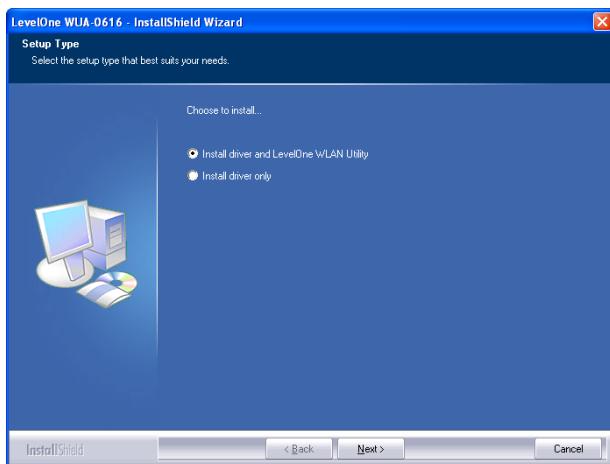 LevelOne WUA-0616 - InstallShield Wizard
Setup Type
Select the setup type that best suits your needs.
Choose to install...
Install driver and LevelOne WLAN Utility
Install driver only
InstallShield
< Back
Next >
Cancel